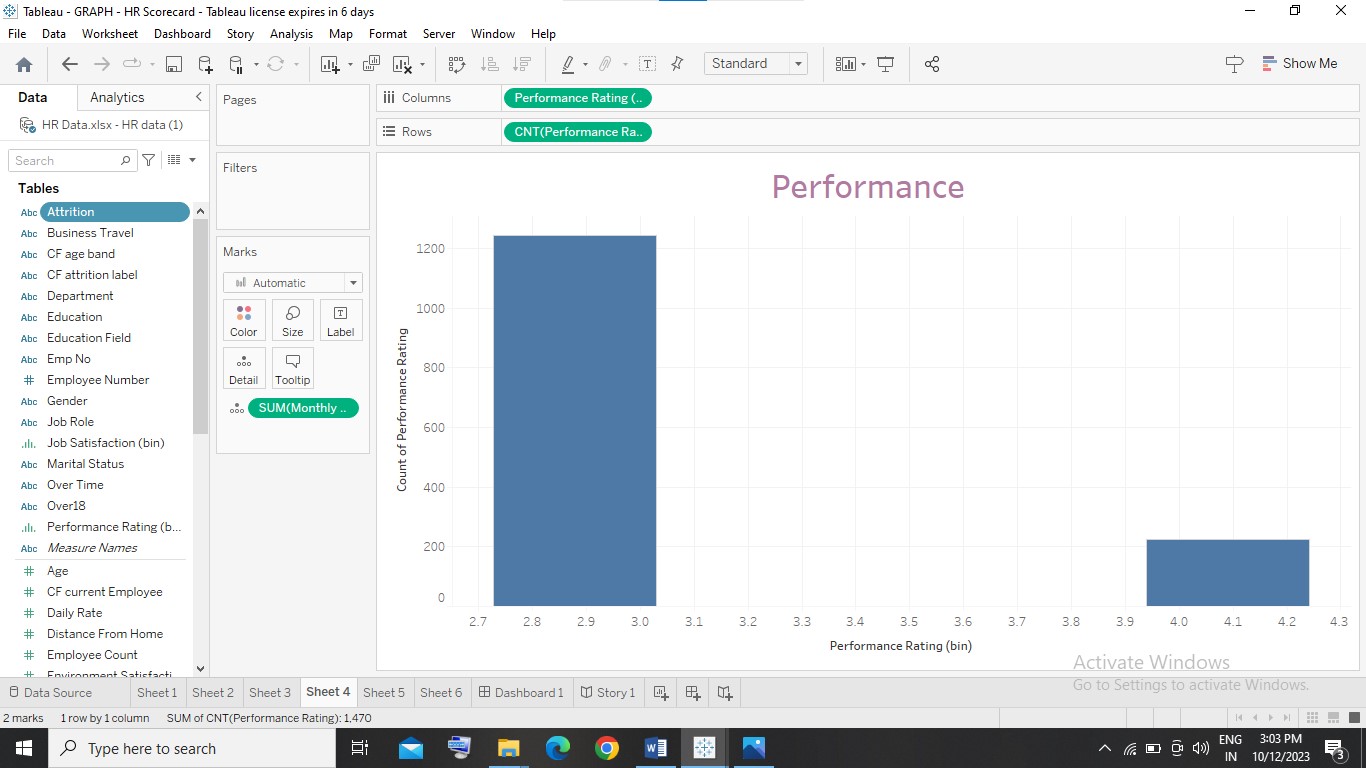 Tableau - GRAPH - HR Scorecard - Tableau license expires in 6 days
File Data Worksheet Dashboard Story Analysis Map Format Server Window Help
Standard
Show Me
Data Analytics
HR Data.xlsx - HR data (1)
Search
Tables
Abc Attrition
Abc Business Travel
Abc CF age band
Abc CF attrition label
Abc Department
Abc Education
Abc Education Field
Abc Emp No
# Employee Number
Abc Gender
Abc Job Role
Job Satisfaction (bin)
Abc Marital Status
Abc Over Time
Abc Over18
Performance Rating (b...
Abc Measure Names
# Age
# CF current Employee
# Daily Rate
# Distance From Home
# Employee Count
# Environment Satisfacti
Pages
Filters
Marks
Automatic
Color Size Label
Detail Tooltip
SUM(Monthly ..
Columns Performance Rating (..
Rows CNT(Performance Ra..
Performance
Count of Performance Rating
1200
1000
800
600
400
200
0
2.7 2.8 2.9 3.0 3.1 3.2 3.3 3.4 3.5 3.6 3.7 3.8 3.9 4.0 4.1 4.2 4.3
Performance Rating (bin)
Activate Windows
Go to Settings to activate Windows.
Data Source Sheet 1 Sheet 2 Sheet 3 Sheet 4 Sheet 5 Sheet 6 Dashboard 1 Story 1
2 marks 1 row by 1 column SUM of CNT(Performance Rating): 1,470
Type here to search
ENG
IN
3:03 PM
10/12/2023
3